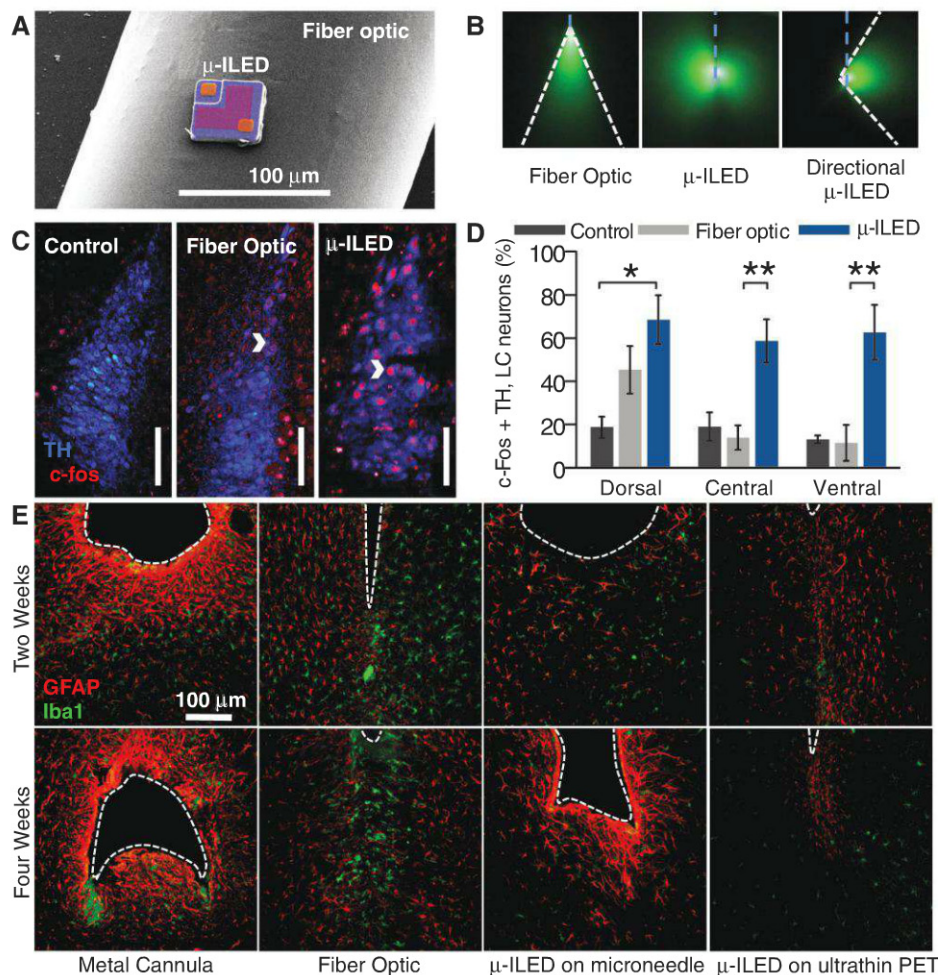 A
Fiber optic
μ-ILED
100 μm
B
Fiber Optic
μ-ILED
Directional
μ-ILED
C
Control
Fiber Optic
μ-ILED
TH
c-fos
D
Control
Fiber optic
μ-ILED
c-Fos + TH, LC neurons (%)
100
80
60
40
20
0
*
**
**
Dorsal
Central
Ventral
E
Two Weeks
GFAP
Iba1
100 μm
Four Weeks
Metal Cannula
Fiber Optic
μ-ILED on microneedle
μ-ILED on ultrathin PET